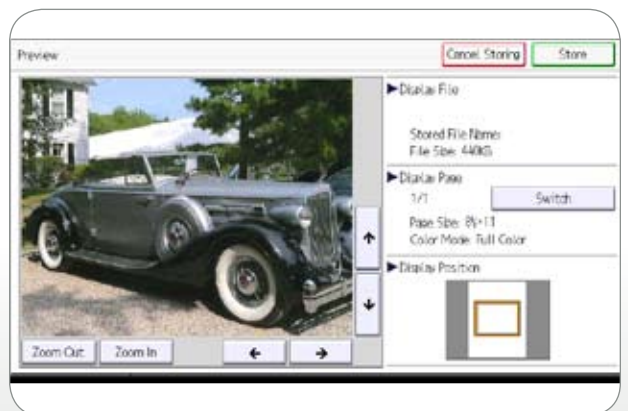 Preview
Cancel Storing
Store
Display File
Stored File Name:
File Size: 440KB
Display Page
1/1
Switch
Page Size: 8½×11
Color Mode: Full Color
Display Position
Zoom Out
Zoom In